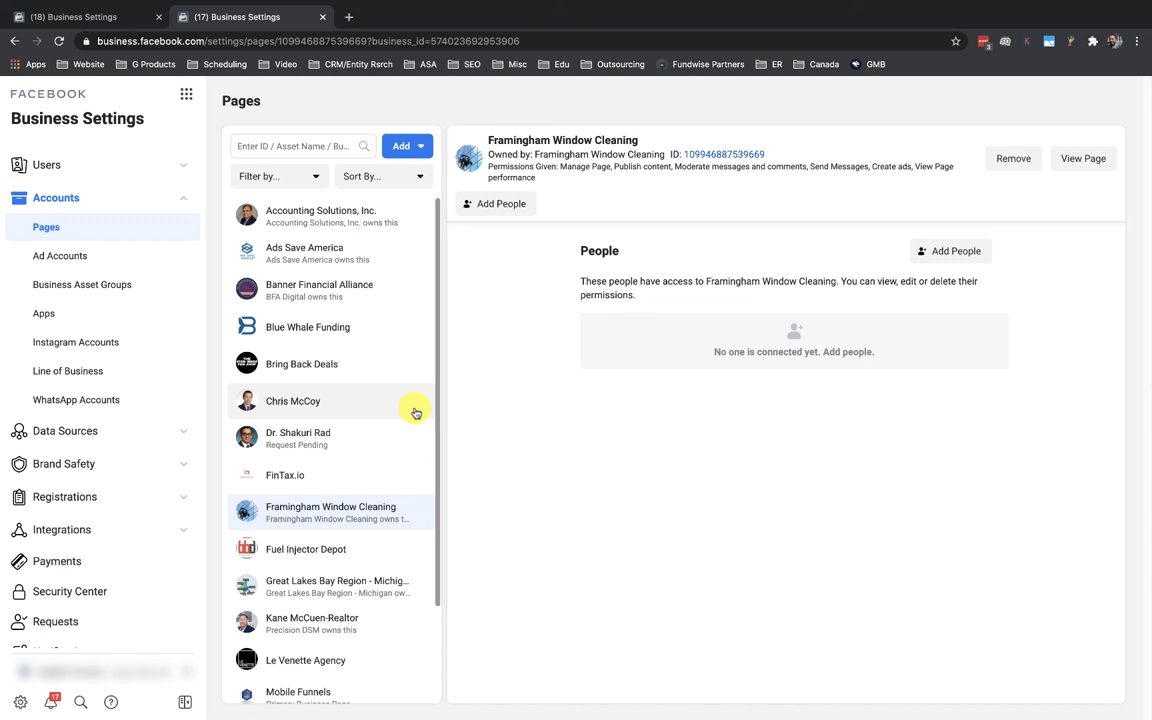 (18) Business Settings
(17) Business Settings
business.facebook.com/settings/pages/109946887539669?business_id=574023692953906
Apps Website G Products Scheduling Video CRM/Entity Rsrch ASA SEO Misc Edu Outsourcing Fundwise Partners ER Canada GMB
FACEBOOK
Business Settings
Users
Accounts
Pages
Ad Accounts
Business Asset Groups
Apps
Instagram Accounts
Line of Business
WhatsApp Accounts
Data Sources
Brand Safety
Registrations
Integrations
Payments
Security Center
Requests
17
Pages
Enter ID / Asset Name / Bu...
Add
Filter by...
Sort By...
Accounting Solutions, Inc.
Accounting Solutions, Inc. owns this
Ads Save America
Ads Save America owns this
Banner Financial Alliance
BFA Digital owns this
Blue Whale Funding
Bring Back Deals
Chris McCoy
Dr. Shakuri Rad
Request Pending
FinTax.io
Framingham Window Cleaning
Framingham Window Cleaning owns t...
Fuel Injector Depot
Great Lakes Bay Region - Michig...
Great Lakes Bay Region - Michigan ow...
Kane McCuen-Realtor
Precision DSM owns this
Le Venette Agency
Mobile Funnels
Framingham Window Cleaning
Owned by: Framingham Window Cleaning ID: 109946887539669
Permissions Given: Manage Page, Publish content, Moderate messages and comments, Send Messages, Create ads, View Page
performance
Remove
View Page
Add People
People
Add People
These people have access to Framingham Window Cleaning. You can view, edit or delete their
permissions.
No one is connected yet. Add people.